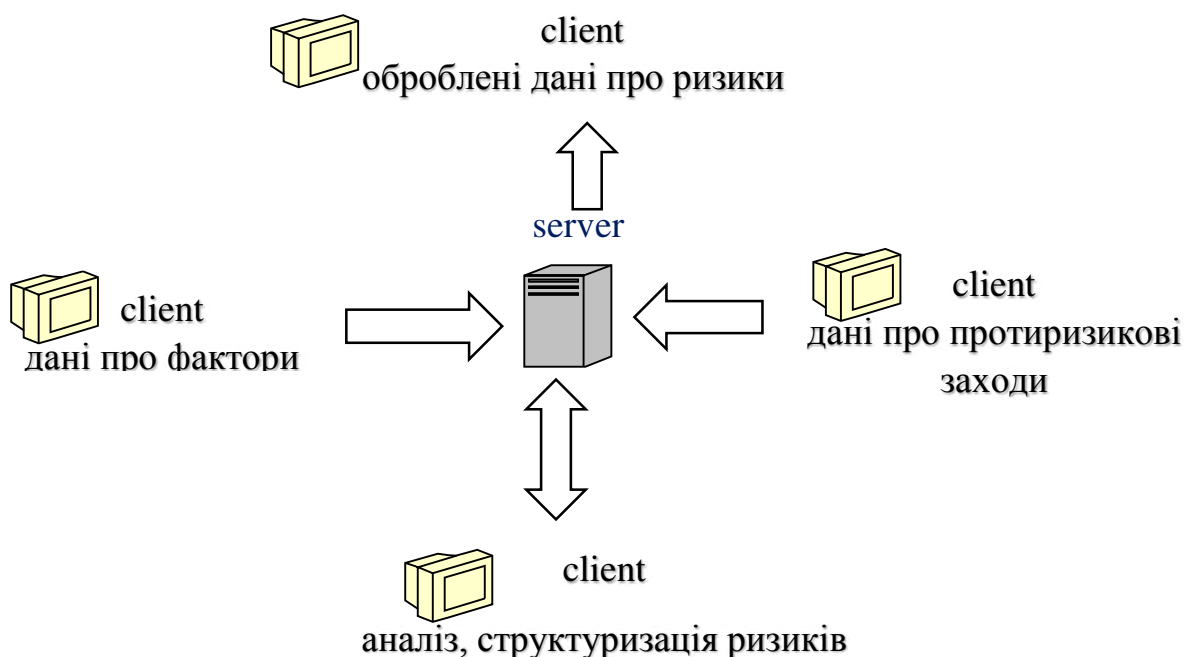 client
оброблені дані про ризики
server
client
дані про фактори
client
дані про протиризикові
заходи
client
аналіз, структуризація ризиків